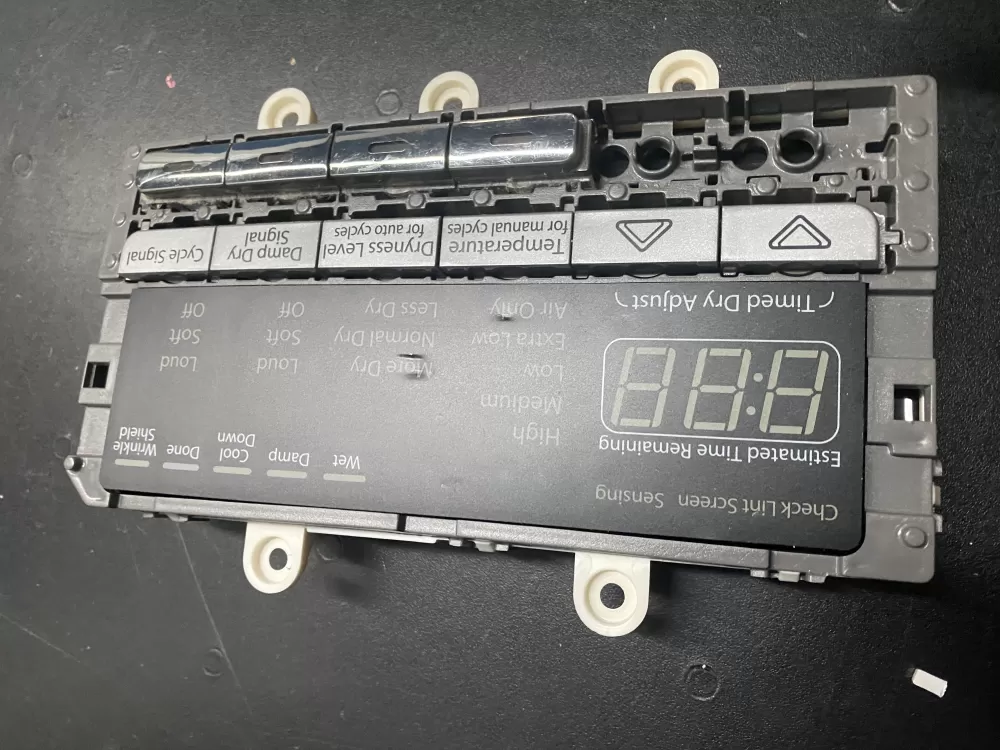 Check Lint Screen Sensing
Estimated Time Remaining
8:88
Timed Dry Adjust
Wet
Damp
Cool
Down
Done
Wrinkle
Shield
High
Medium
Low
Extra Low
Air Only
More Dry
Normal Dry
Less Dry
Loud
Soft
Off
Loud
Soft
Off
Temperature
for manual cycles
Dryness Level
for auto cycles
Damp Dry
Signal
Cycle Signal